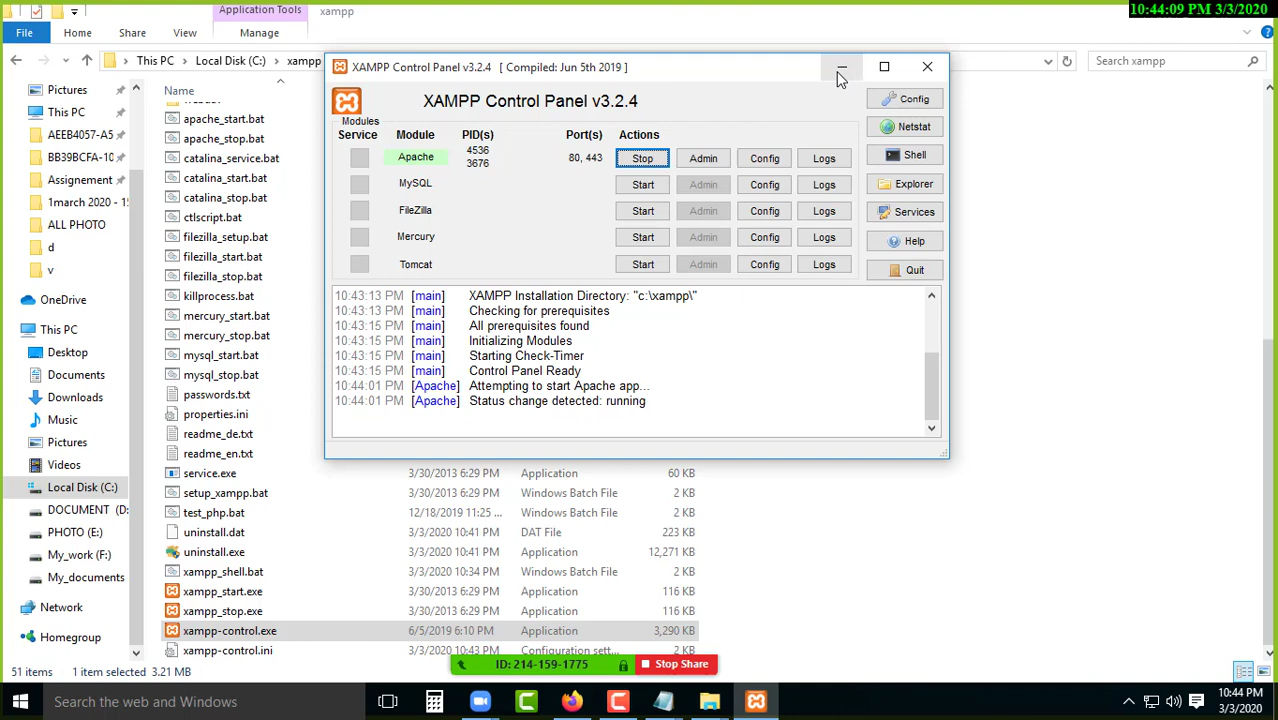 Application Tools
xampp
10:44:09 PM 3/3/2020
File
Home
Share
View
Manage
This PC
Local Disk (C:)
xampp
Search xampp
Pictures
This PC
AEEB4057-A5
BB39BCFA-10
Assignement
1march 2020 - 15
ALL PHOTO
d
v
OneDrive
This PC
Desktop
Documents
Downloads
Music
Pictures
Videos
Local Disk (C:)
DOCUMENT (D:
PHOTO (E:)
My_work (F:)
My_documents
Network
Homegroup
Name
apache_start.bat
apache_stop.bat
catalina_service.bat
catalina_start.bat
catalina_stop.bat
ctlscript.bat
filezilla_setup.bat
filezilla_start.bat
filezilla_stop.bat
killprocess.bat
mercury_start.bat
mercury_stop.bat
mysql_start.bat
mysql_stop.bat
passwords.txt
properties.ini
readme_de.txt
readme_en.txt
service.exe 3/30/2013 6:29 PM Application 60 KB
setup_xampp.bat 3/30/2013 6:29 PM Windows Batch File 2 KB
test_php.bat 12/18/2019 11:25 ... Windows Batch File 2 KB
uninstall.dat 3/3/2020 10:41 PM DAT File 223 KB
uninstall.exe 3/3/2020 10:41 PM Application 12,271 KB
xampp_shell.bat 3/3/2020 10:34 PM Windows Batch File 2 KB
xampp_start.exe 3/30/2013 6:29 PM Application 116 KB
xampp_stop.exe 3/30/2013 6:29 PM Application 116 KB
xampp-control.exe 6/5/2019 6:10 PM Application 3,290 KB
xampp-control.ini 3/3/2020 10:43 PM Configuration sett... 2 KB
XAMPP Control Panel v3.2.4 [ Compiled: Jun 5th 2019 ]
XAMPP Control Panel v3.2.4
Modules
Service Module PID(s) Port(s) Actions
Apache 4536 3676 80, 443 Stop Admin Config Logs
MySQL Start Admin Config Logs
FileZilla Start Admin Config Logs
Mercury Start Admin Config Logs
Tomcat Start Admin Config Logs
Config
Netstat
Shell
Explorer
Services
Help
Quit
10:43:13 PM [main] XAMPP Installation Directory: "c:\xampp\"
10:43:13 PM [main] Checking for prerequisites
10:43:15 PM [main] All prerequisites found
10:43:15 PM [main] Initializing Modules
10:43:15 PM [main] Starting Check-Timer
10:43:15 PM [main] Control Panel Ready
10:44:01 PM [Apache] Attempting to start Apache app...
10:44:01 PM [Apache] Status change detected: running
ID: 214-159-1775
Stop Share
51 items 1 item selected 3.21 MB
Search the web and Windows
10:44 PM
3/3/2020